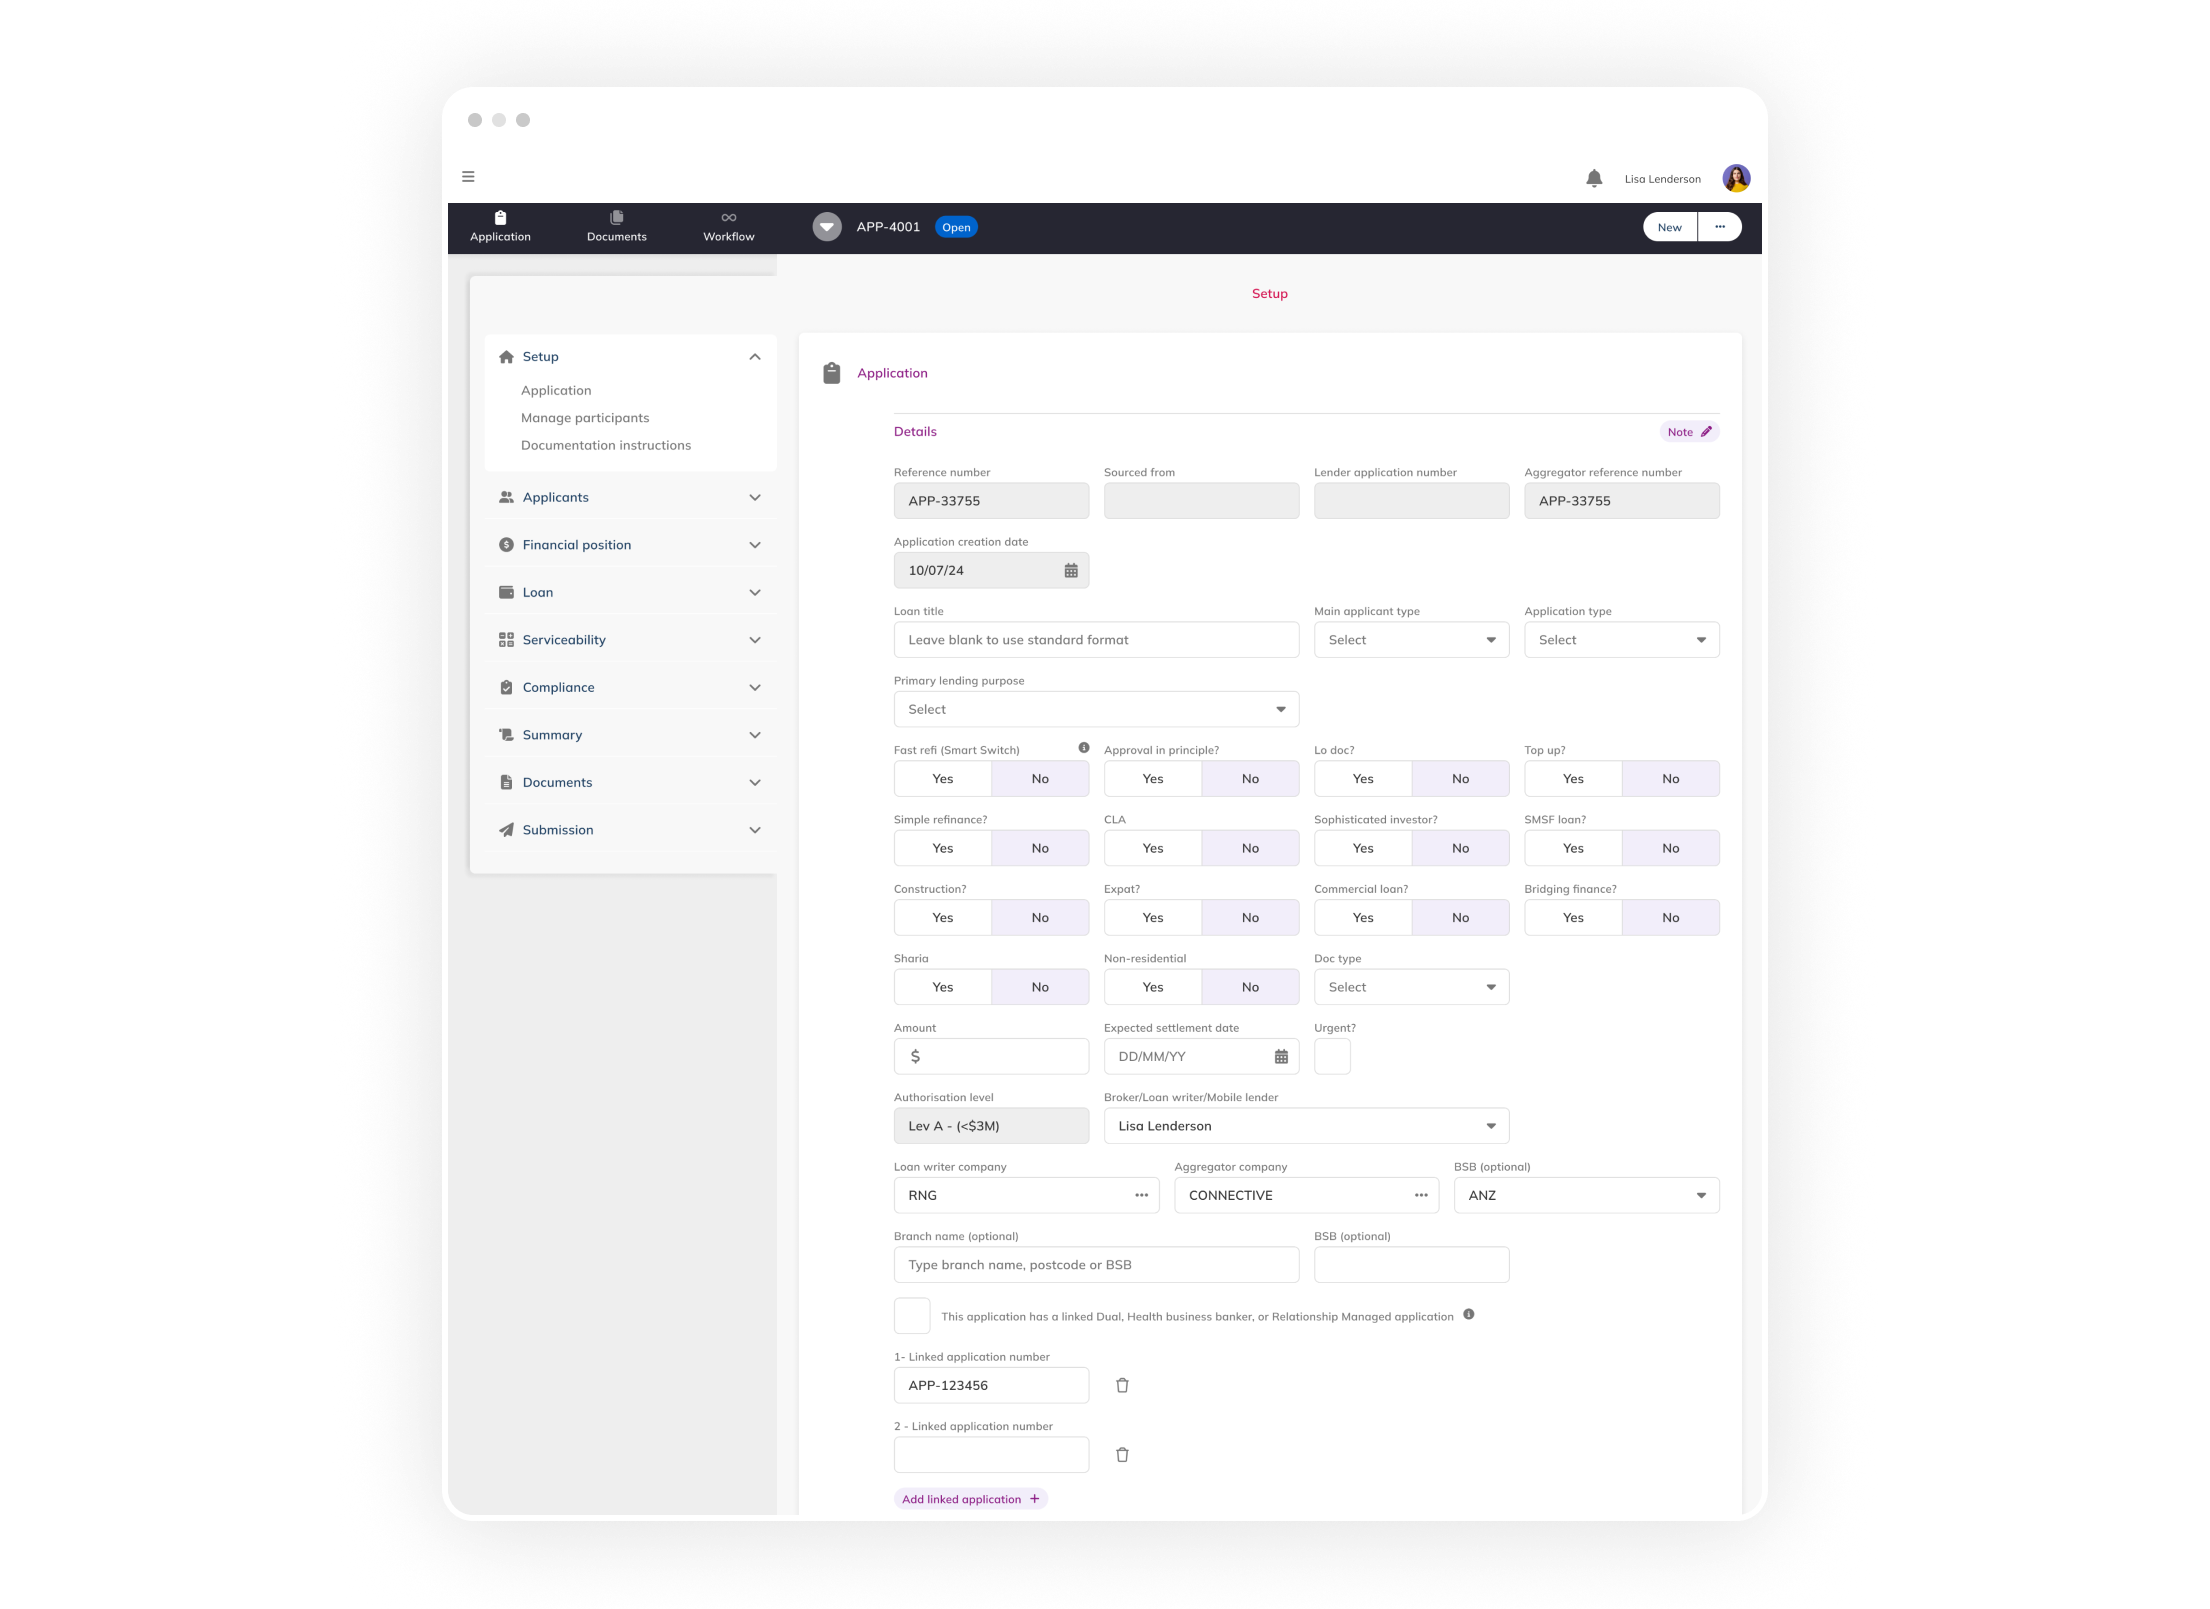 Lisa Lenderson
Application Documents Workflow APP-4001 Open New
Setup
Setup
Application
Manage participants
Documentation instructions
Applicants
Financial position
Loan
Serviceability
Compliance
Summary
Documents
Submission
Application
Details Note
Reference number Sourced from Lender application number Aggregator reference number
APP-33755 APP-33755
Application creation date
10/07/24
Loan title Main applicant type Application type
Leave blank to use standard format Select Select
Primary lending purpose
Select
Fast refi (Smart Switch) Approval in principle? Lo doc? Top up?
Yes No Yes No Yes No Yes No
Simple refinance? CLA Sophisticated investor? SMSF loan?
Yes No Yes No Yes No Yes No
Construction? Expat? Commercial loan? Bridging finance?
Yes No Yes No Yes No Yes No
Sharia Non-residential Doc type
Yes No Yes No Select
Amount Expected settlement date Urgent?
$ DD/MM/YY
Authorisation level Broker/Loan writer/Mobile lender
Lev A - (<$3M) Lisa Lenderson
Loan writer company Aggregator company BSB (optional)
RNG CONNECTIVE ANZ
Branch name (optional) BSB (optional)
Type branch name, postcode or BSB
This application has a linked Dual, Health business banker, or Relationship Managed application
1- Linked application number
APP-123456
2 - Linked application number
Add linked application +